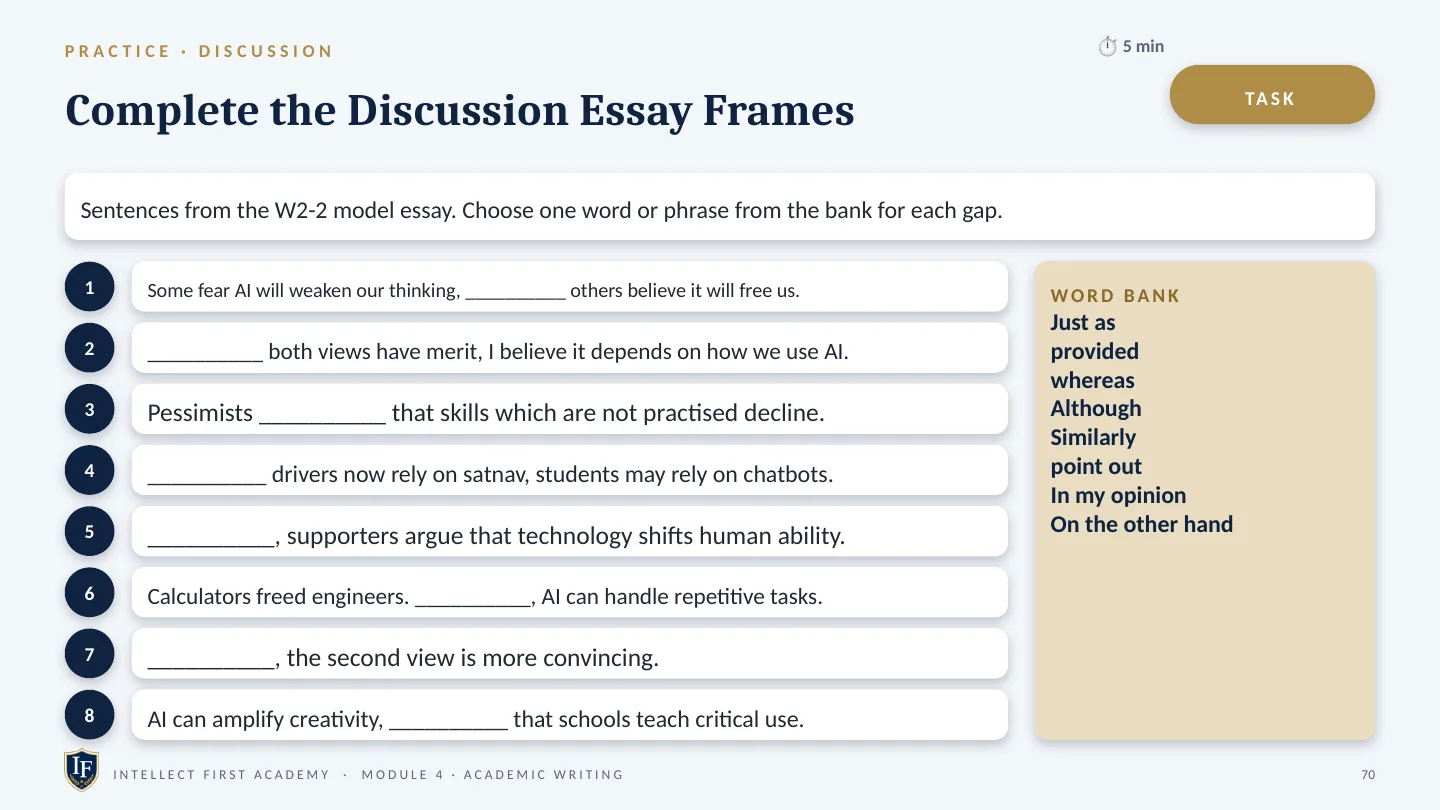 PRACTICE · DISCUSSION
⏱ 5 min
Complete the Discussion Essay Frames
TASK
Sentences from the W2-2 model essay. Choose one word or phrase from the bank for each gap.
1
Some fear AI will weaken our thinking, __________ others believe it will free us.
2
__________ both views have merit, I believe it depends on how we use AI.
3
Pessimists __________ that skills which are not practised decline.
4
__________ drivers now rely on satnav, students may rely on chatbots.
5
__________, supporters argue that technology shifts human ability.
6
Calculators freed engineers. __________, AI can handle repetitive tasks.
7
__________, the second view is more convincing.
8
AI can amplify creativity, __________ that schools teach critical use.
WORD BANK
Just as
provided
whereas
Although
Similarly
point out
In my opinion
On the other hand
IF
INTELLECT FIRST ACADEMY · MODULE 4 · ACADEMIC WRITING
70